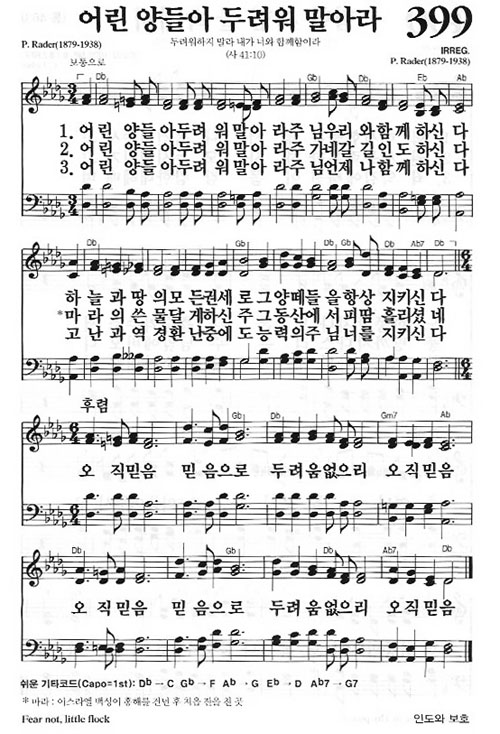 어린 양들아 두려워 말아라 399
P. Rader(1879-1938)
두려워하지 말라 내가 너와 함께함이라
(사 41:10)
IRREG.
P. Rader(1879-1938)
보통으로
Db Gb Db Eb Ab
1. 어린 양들 아두려 워말아 라주 님우리 와함께 하신 다
2. 어린 양들 아두려 워말아 라주 가네갈 길인도 하신 다
3. 어린 양들 아두려 워말아 라주 님언제 나함께 하신 다
Db Gb Db Gb Db Ab7 Db
하 늘 과 땅 의모 든권세 로그양떼 들 을항상 지키신 다
*마 라 의 쓴 물달 게하신 주그동산 에 서피땀 흘리셨 네
고 난 과 역 경환 난중에 도능력의 주 님너를 지키신 다
후렴
Db Gb Db Gm7 Ab
오 직믿음 믿음으로 두려움없으리 오직믿음
Db Gb Db Ab7 Db
오 직믿음 믿음으로 두려움없으리 오직믿음
쉬운 기타코드(Capo=1st): Db → C Gb → F Ab → G Eb → D Ab7 → G7
* 마라 : 이스라엘 백성이 홍해를 건넌 후 처음 진을 친 곳
Fear not, little flock
인도와 보호